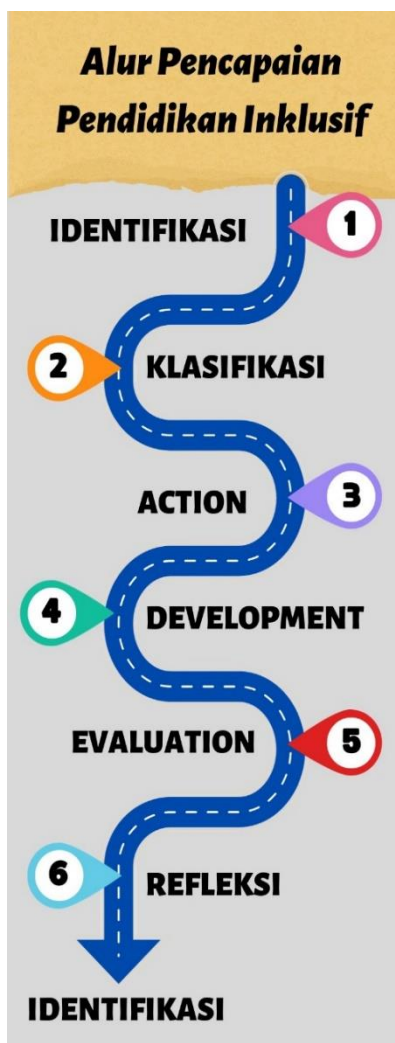 Alur Pencapaian
Pendidikan Inklusif
IDENTIFIKASI
1
2
KLASIFIKASI
ACTION
3
4
DEVELOPMENT
EVALUATION
5
6
REFLEKSI
IDENTIFIKASI